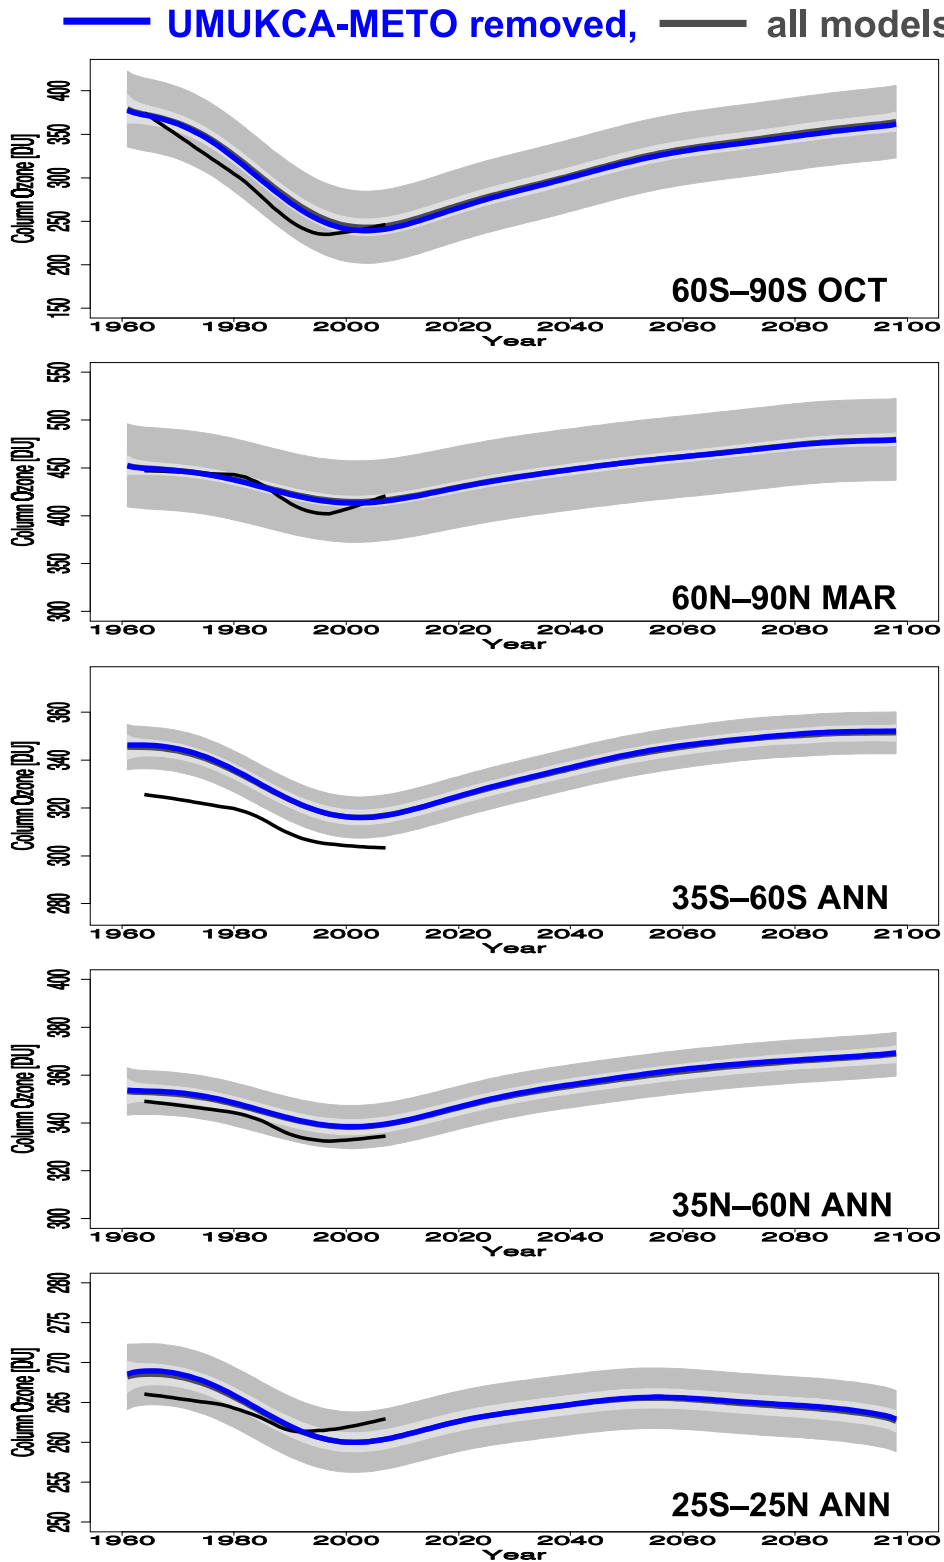 UMUKCA-METO removed, all models
Column Ozone [DU]
400
350
300
250
200
150
60S–90S OCT
1960 1980 2000 2020 2040 2060 2080 2100
Year
Column Ozone [DU]
550
500
450
400
350
300
60N–90N MAR
1960 1980 2000 2020 2040 2060 2080 2100
Year
Column Ozone [DU]
360
340
320
300
280
35S–60S ANN
1960 1980 2000 2020 2040 2060 2080 2100
Year
Column Ozone [DU]
400
380
360
340
320
300
35N–60N ANN
1960 1980 2000 2020 2040 2060 2080 2100
Year
Column Ozone [DU]
280
275
270
265
260
255
250
25S–25N ANN
1960 1980 2000 2020 2040 2060 2080 2100
Year